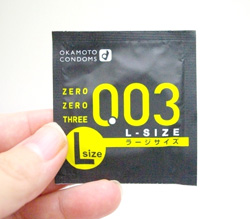 OKAMOTO
CONDOMS
ZERO
ZERO
THREE
0.03
L-SIZE
ラージサイズ
L size